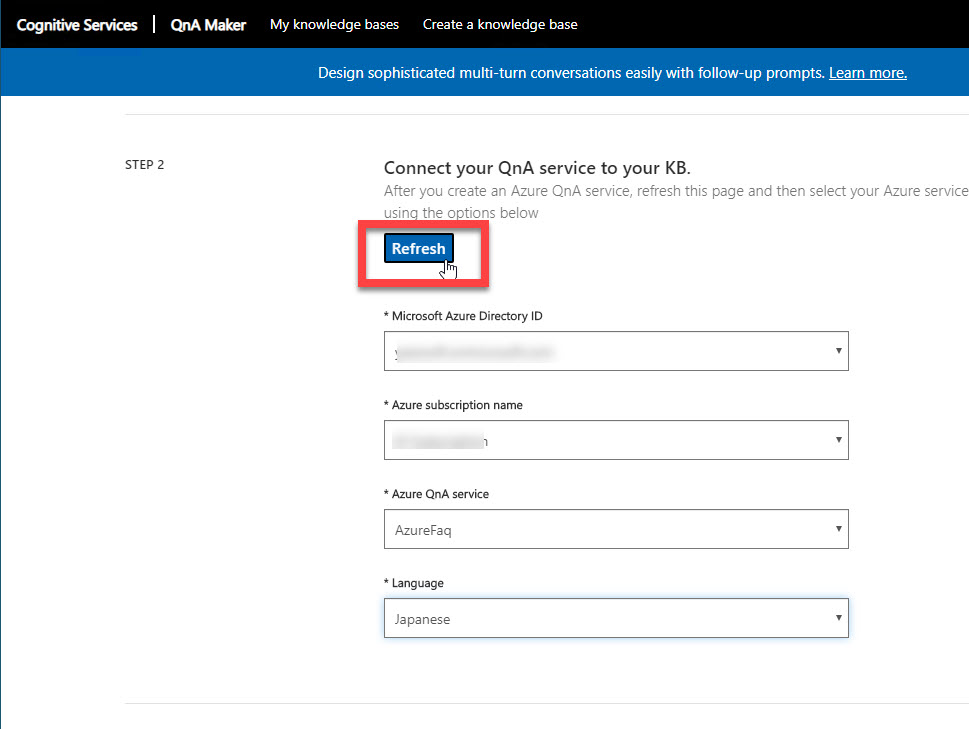 Cognitive Services | QnA Maker My knowledge bases Create a knowledge base
Design sophisticated multi-turn conversations easily with follow-up prompts. Learn more.
STEP 2
Connect your QnA service to your KB.
After you create an Azure QnA service, refresh this page and then select your Azure service
using the options below
Refresh
* Microsoft Azure Directory ID
* Azure subscription name
* Azure QnA service
AzureFaq
* Language
Japanese